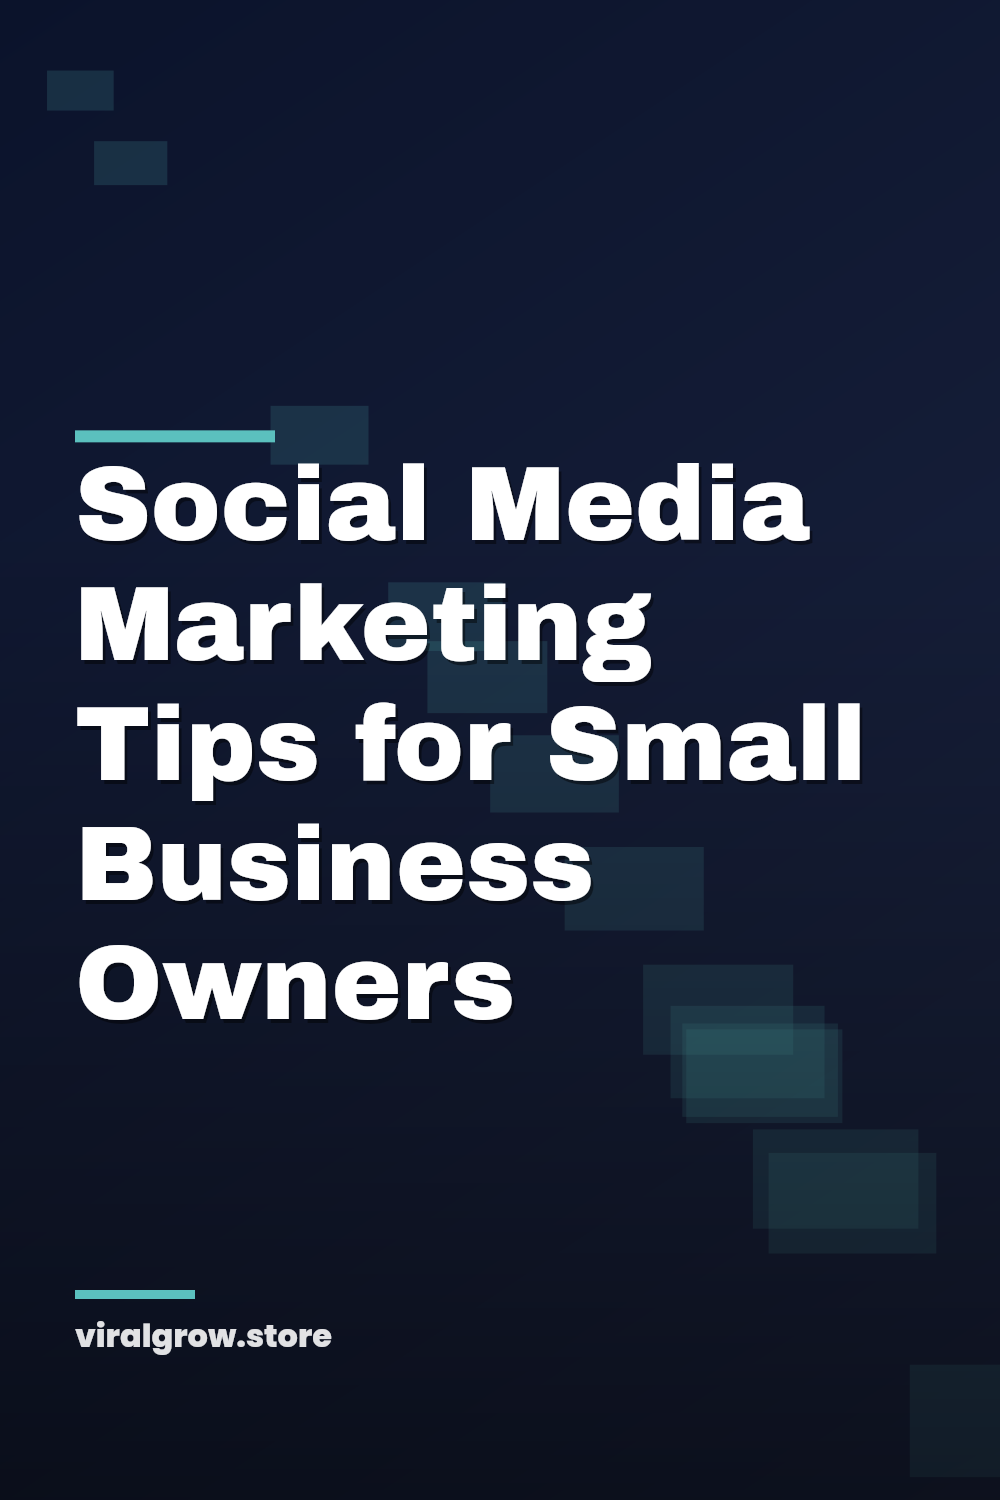 Social Media
Marketing
Tips for Small
Business
Owners
viralgrow.store